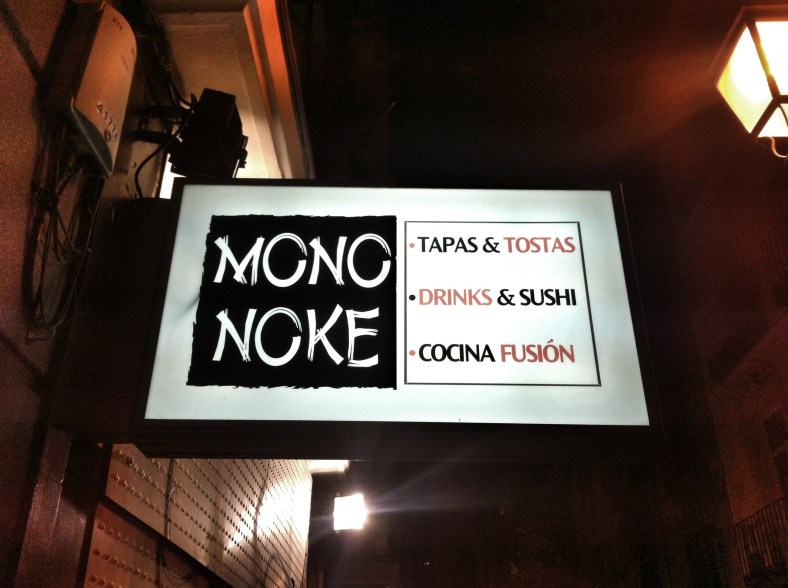 MONO
NOKE
• TAPAS & TOSTAS
• DRINKS & SUSHI
• COCINA FUSIÓN